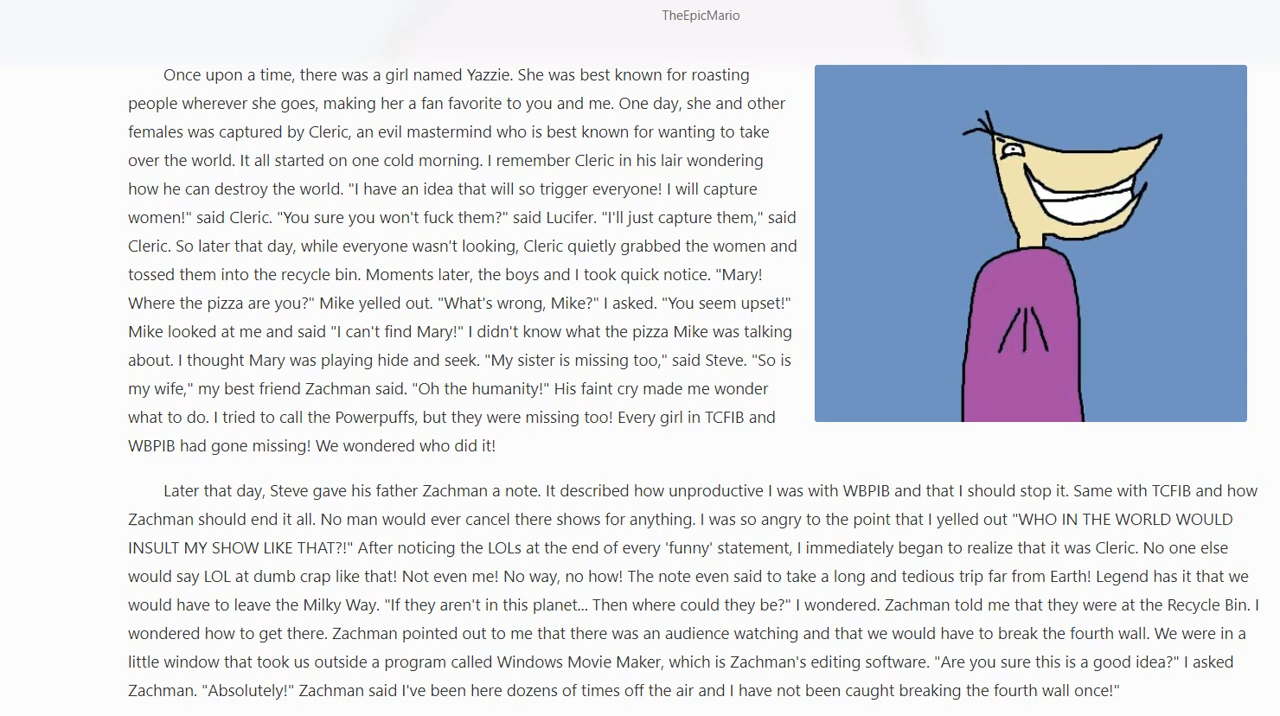 TheEpicMario
Once upon a time, there was a girl named Yazzie. She was best known for roasting
people wherever she goes, making her a fan favorite to you and me. One day, she and other
females was captured by Cleric, an evil mastermind who is best known for wanting to take
over the world. It all started on one cold morning. I remember Cleric in his lair wondering
how he can destroy the world. "I have an idea that will so trigger everyone! I will capture
women!" said Cleric. "You sure you won't fuck them?" said Lucifer. "I'll just capture them," said
Cleric. So later that day, while everyone wasn't looking, Cleric quietly grabbed the women and
tossed them into the recycle bin. Moments later, the boys and I took quick notice. "Mary!
Where the pizza are you?" Mike yelled out. "What's wrong, Mike?" I asked. "You seem upset!"
Mike looked at me and said "I can't find Mary!" I didn't know what the pizza Mike was talking
about. I thought Mary was playing hide and seek. "My sister is missing too," said Steve. "So is
my wife," my best friend Zachman said. "Oh the humanity!" His faint cry made me wonder
what to do. I tried to call the Powerpuffs, but they were missing too! Every girl in TCFIB and
WBPIB had gone missing! We wondered who did it!
Later that day, Steve gave his father Zachman a note. It described how unproductive I was with WBPIB and that I should stop it. Same with TCFIB and how
Zachman should end it all. No man would ever cancel there shows for anything. I was so angry to the point that I yelled out "WHO IN THE WORLD WOULD
INSULT MY SHOW LIKE THAT?!" After noticing the LOLs at the end of every 'funny' statement, I immediately began to realize that it was Cleric. No one else
would say LOL at dumb crap like that! Not even me! No way, no how! The note even said to take a long and tedious trip far from Earth! Legend has it that we
would have to leave the Milky Way. "If they aren't in this planet... Then where could they be?" I wondered. Zachman told me that they were at the Recycle Bin. I
wondered how to get there. Zachman pointed out to me that there was an audience watching and that we would have to break the fourth wall. We were in a
little window that took us outside a program called Windows Movie Maker, which is Zachman's editing software. "Are you sure this is a good idea?" I asked
Zachman. "Absolutely!" Zachman said I've been here dozens of times off the air and I have not been caught breaking the fourth wall once!"